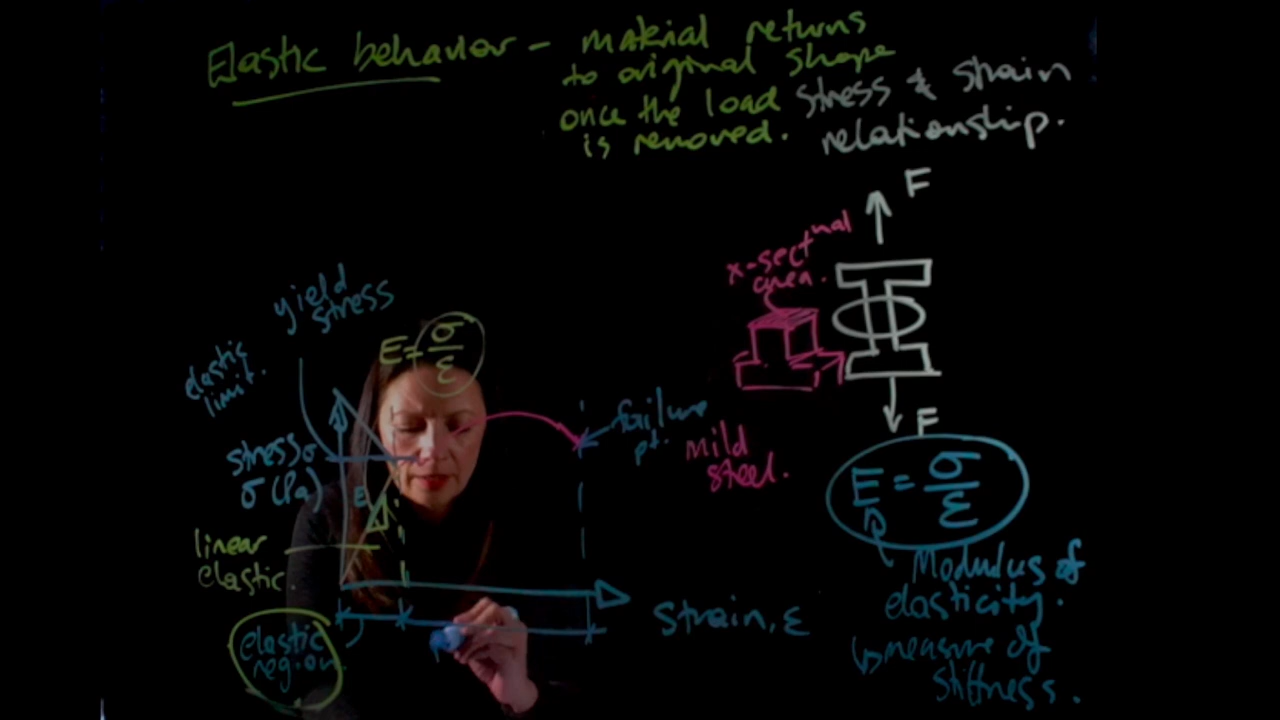 Elastic behavior - material returns
to original shape
once the load
is removed.
stress & strain
relationship.
F
x-sectnal
area.
yield
stress
elastic
limit.
E = σ/ε
failure
pt.
mild
steel.
F
stress σ
σ (Pa)
E
E = σ/ε
linear
elastic.
Modulus of
elasticity.
↳ measure of
stiffness.
strain, ε
elastic
region